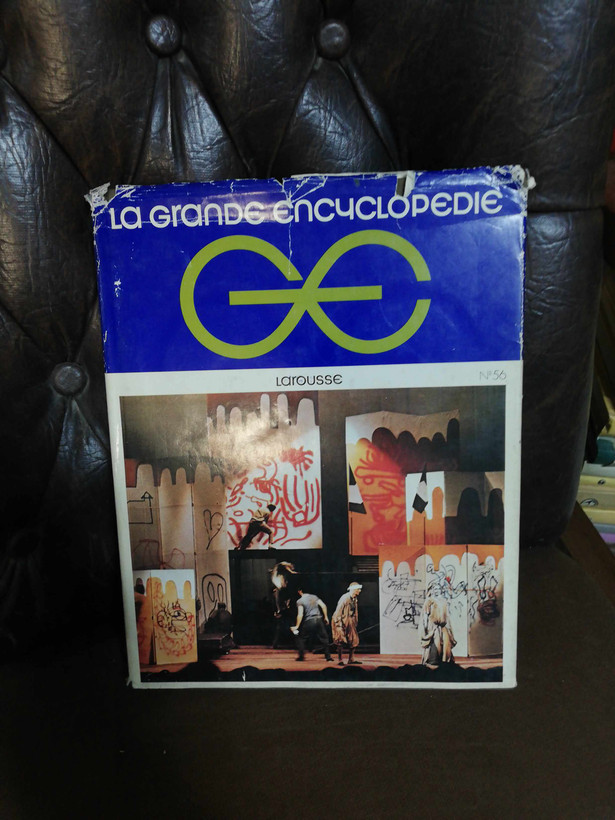 La Grande Encyclopedie
GE
Larousse
N°56